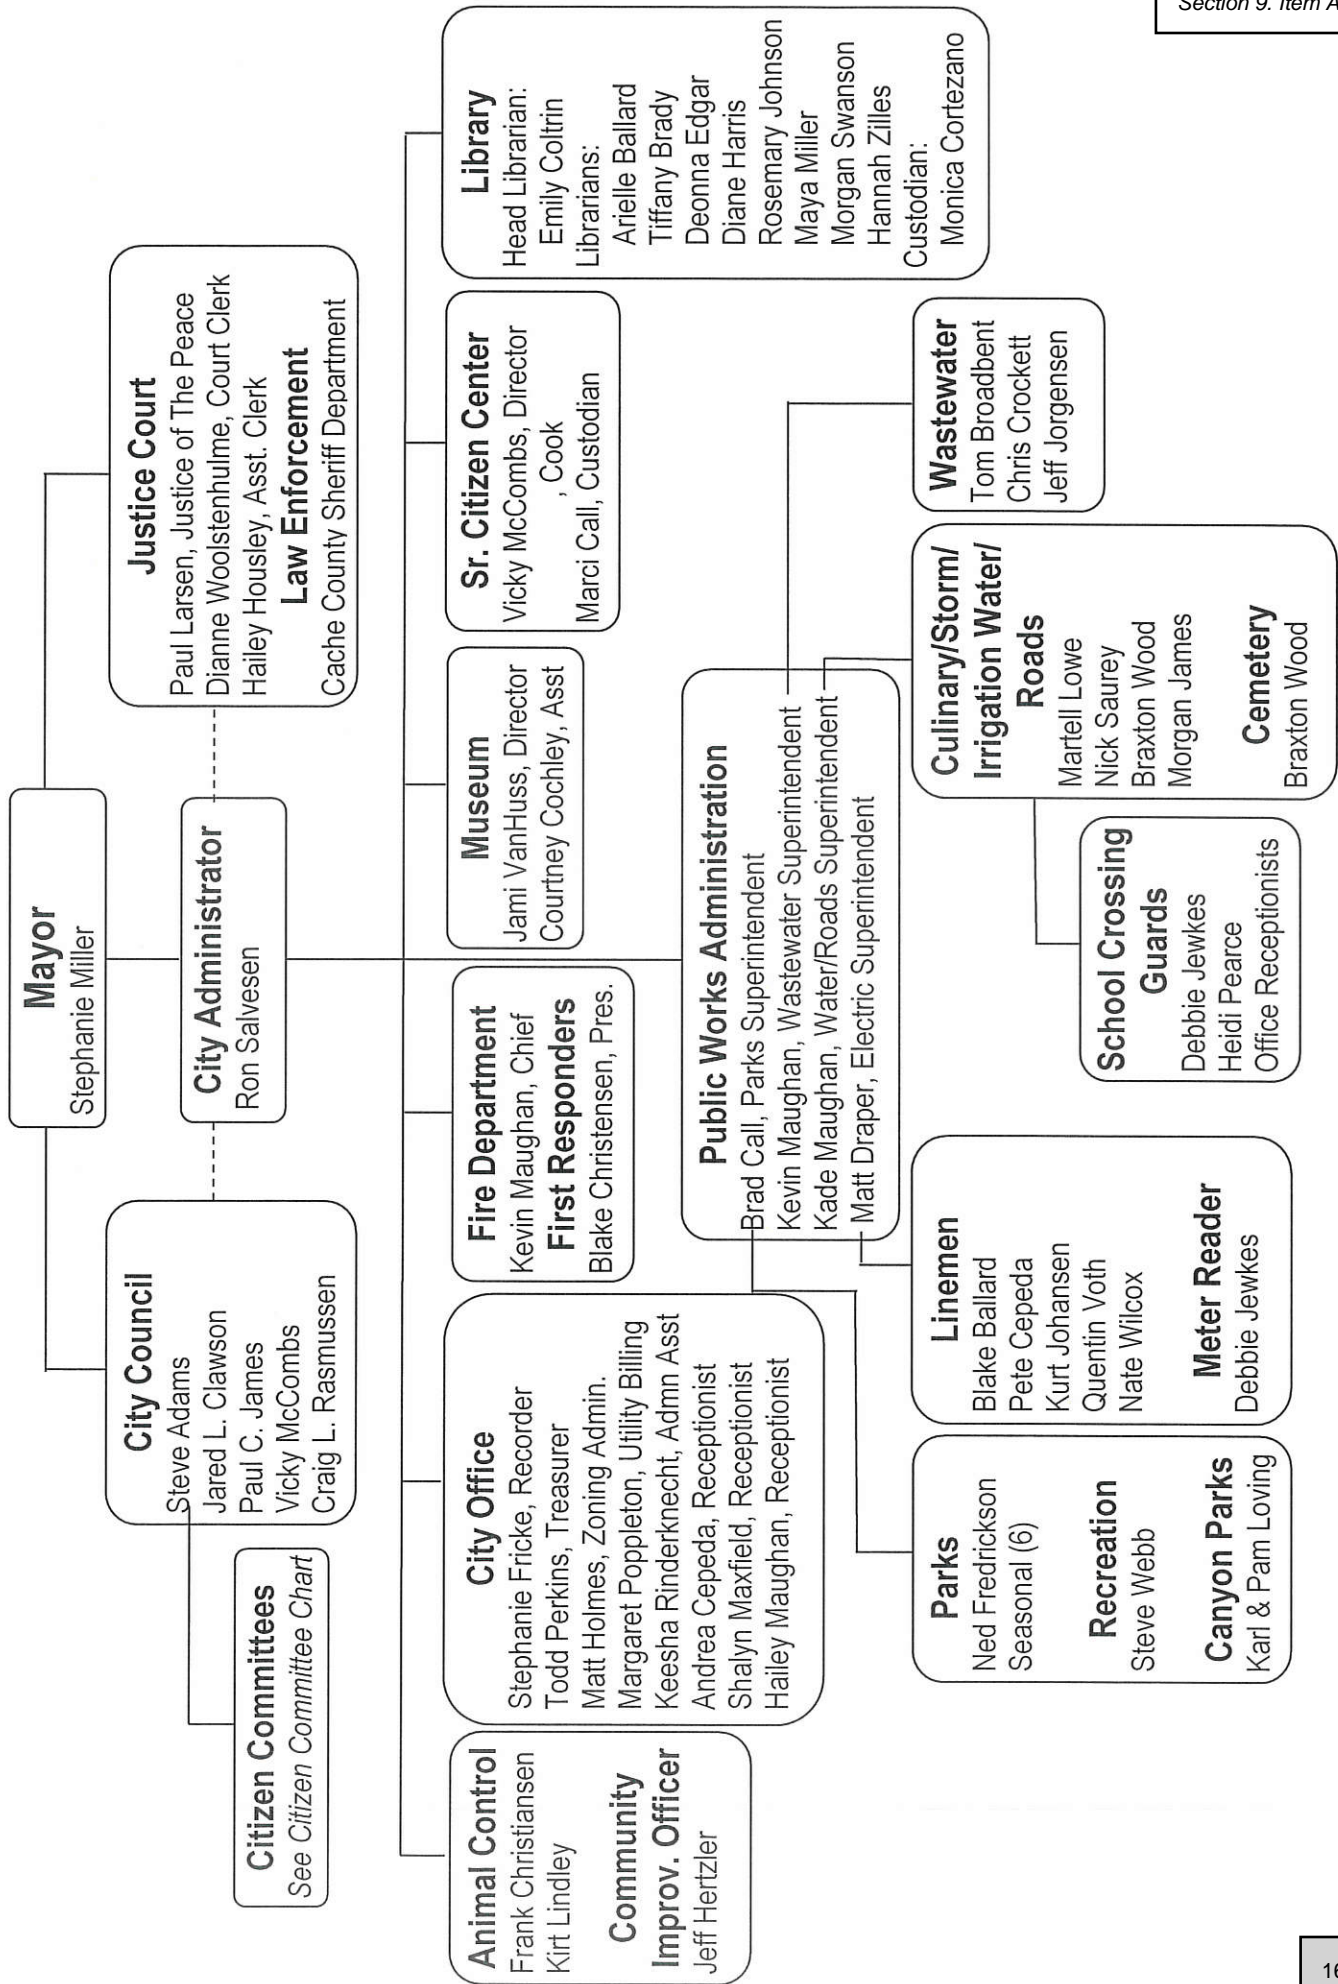 Section 9. Item A
Mayor
Stephanie Miller
City Administrator
Ron Salvesen
City Council
Steve Adams
Jared L. Clawson
Paul C. James
Vicky McCombs
Craig L. Rasmussen
Citizen Committees
See Citizen Committee Chart
Justice Court
Paul Larsen, Justice of The Peace
Dianne Woolstenhulme, Court Clerk
Hailey Housley, Asst. Clerk
Law Enforcement
Cache County Sheriff Department
Animal Control
Frank Christiansen
Kirt Lindley
Community
Improv. Officer
Jeff Hertzler
City Office
Stephanie Fricke, Recorder
Todd Perkins, Treasurer
Matt Holmes, Zoning Admin.
Margaret Poppleton, Utility Billing
Keesha Rinderknecht, Admn Asst
Andrea Cepeda, Receptionist
Shalyn Maxfield, Receptionist
Hailey Maughan, Receptionist
Fire Department
Kevin Maughan, Chief
First Responders
Blake Christensen, Pres.
Museum
Jami VanHuss, Director
Courtney Cochley, Asst
Sr. Citizen Center
Vicky McCombs, Director
, Cook
Marci Call, Custodian
Library
Head Librarian:
Emily Coltrin
Librarians:
Arielle Ballard
Tiffany Brady
Deonna Edgar
Diane Harris
Rosemary Johnson
Maya Miller
Morgan Swanson
Hannah Zilles
Custodian:
Monica Cortezano
Public Works Administration
Brad Call, Parks Superintendent
Kevin Maughan, Wastewater Superintendent
Kade Maughan, Water/Roads Superintendent
Matt Draper, Electric Superintendent
Parks
Ned Fredrickson
Seasonal (6)
Recreation
Steve Webb
Canyon Parks
Karl & Pam Loving
Linemen
Blake Ballard
Pete Cepeda
Kurt Johansen
Quentin Voth
Nate Wilcox
Meter Reader
Debbie Jewkes
School Crossing
Guards
Debbie Jewkes
Heidi Pearce
Office Receptionists
Culinary/Storm/
Irrigation Water/
Roads
Martell Lowe
Nick Saurey
Braxton Wood
Morgan James
Cemetery
Braxton Wood
Wastewater
Tom Broadbent
Chris Crockett
Jeff Jorgensen
16